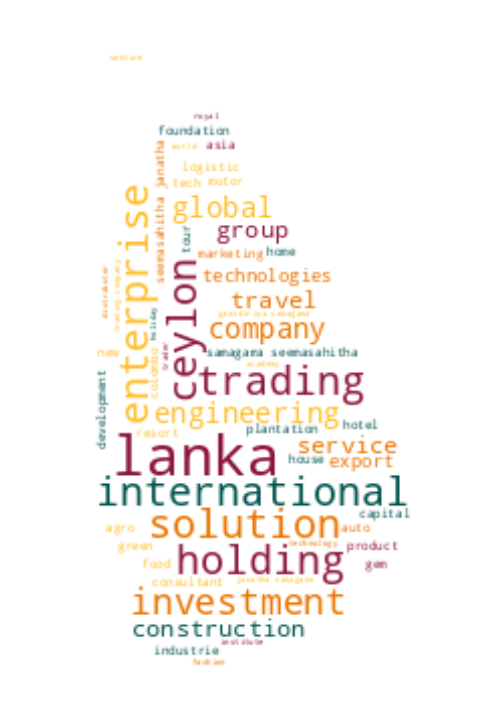 venture
royal
foundation
world asia
janatha
logistic
tech motor
enterprise
seemasahitha
global
tour
group
marketing home
ceylon
technologies
distributor
trading company
travel
holiday
company
trader
colombo
new
samagama seemasahitha
academy
development
trading
engineering
plantation hotel
resort
lanka
service
house export
international
capital
solution
agro
auto
green
technology product
holding
food
gem
consultant
janatha samagama
investment
construction
institute
industrie
fashion